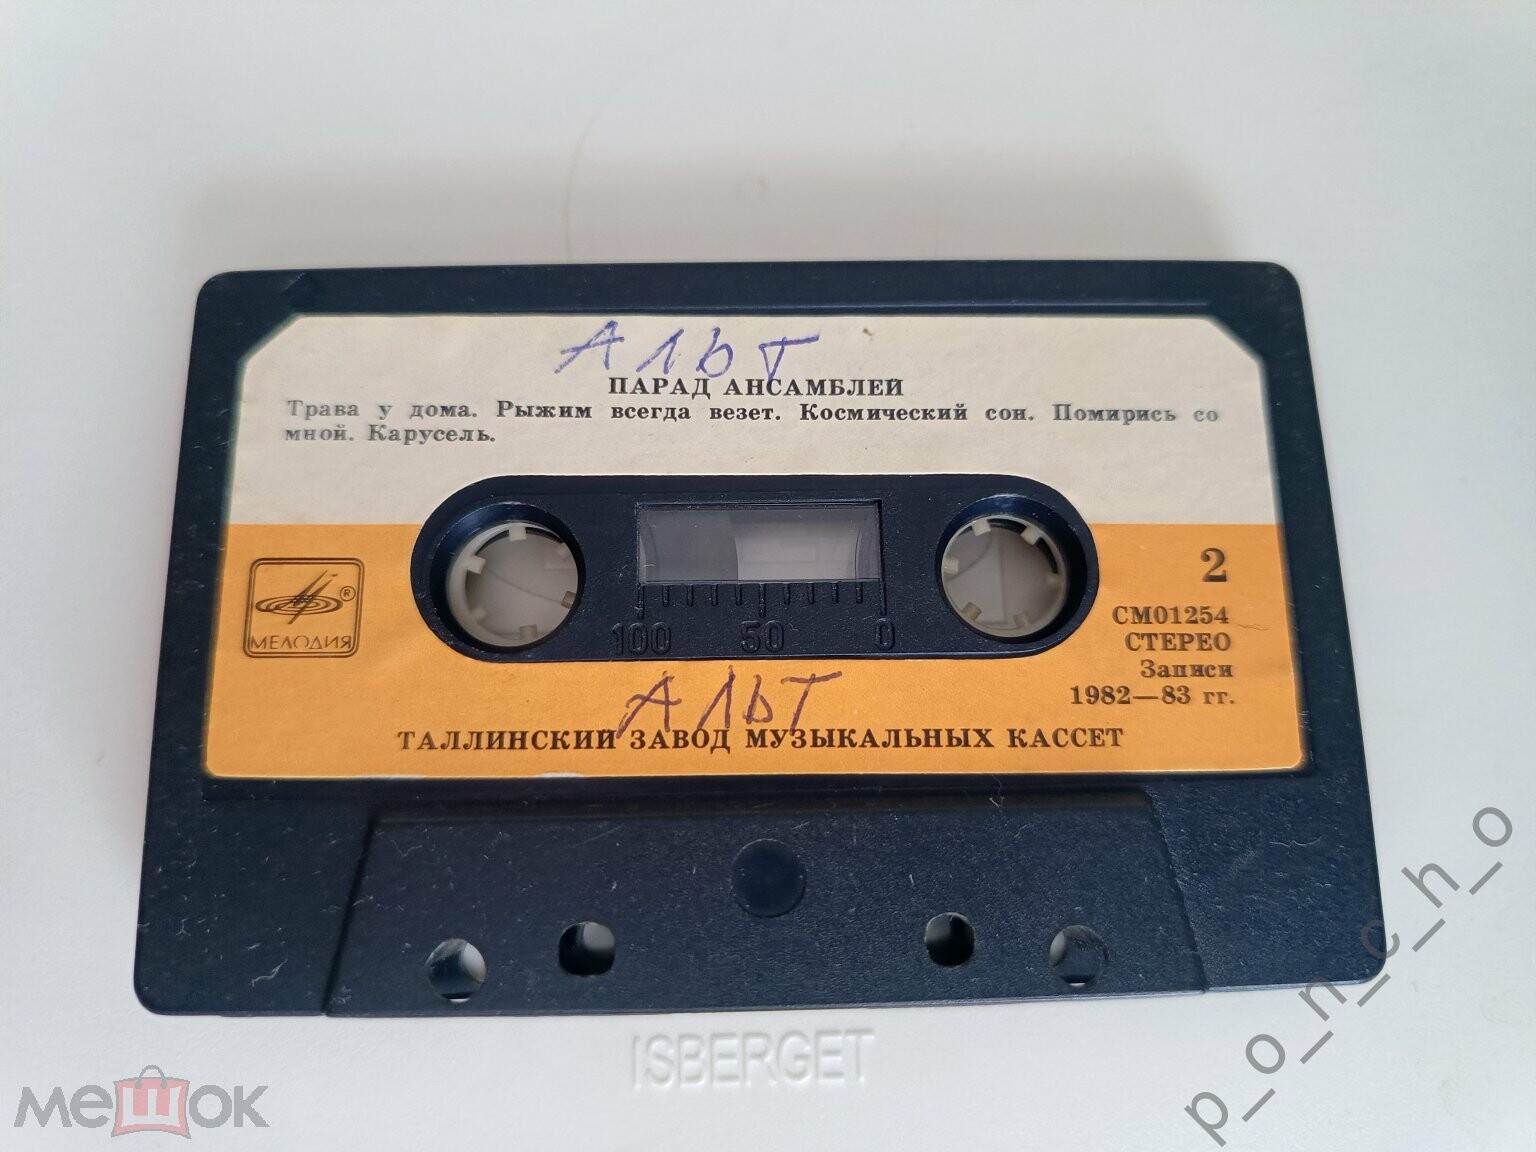 АЛЬТ
ПАРАД АНСАМБЛЕЙ
Трава у дома. Рыжим всегда везет. Космический сон. Помирись со
мной. Карусель.
2
®
МЕЛОДИЯ
СМ01254
СТЕРЕО
Записи
1982—83 гг.
100 50 0
АЛЬТ
ТАЛЛИНСКИЙ ЗАВОД МУЗЫКАЛЬНЫХ КАССЕТ
ISBERGET
мешок
p_o_n_c_h_o